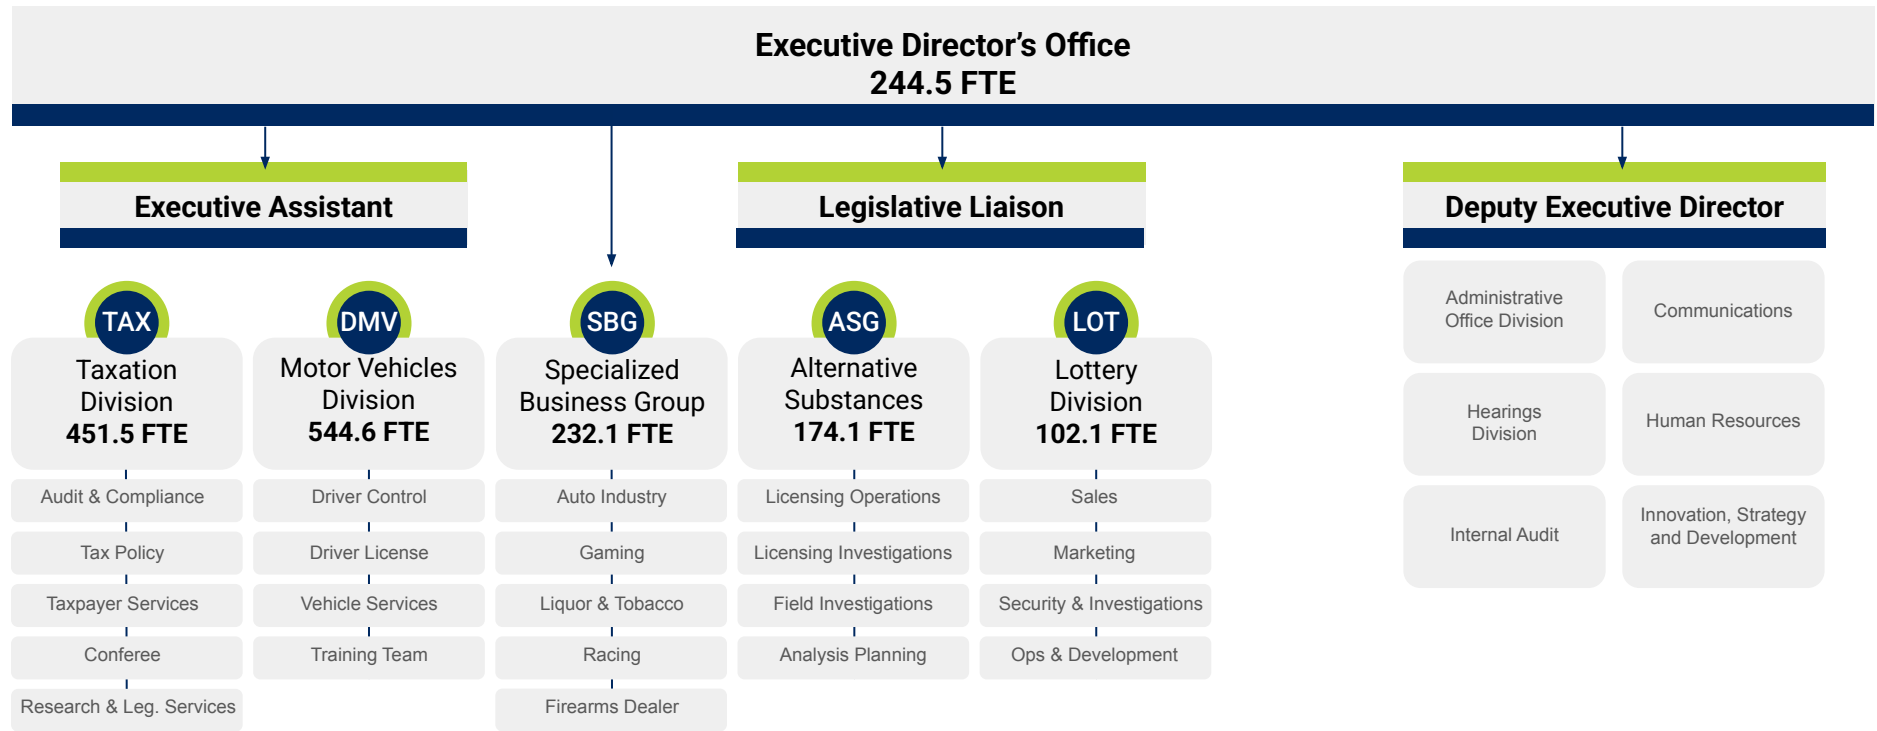 Executive Director’s Office
244.5 FTE
Executive Assistant
Legislative Liaison
Deputy Executive Director
TAX
Taxation
Division
451.5 FTE
Audit & Compliance
Tax Policy
Taxpayer Services
Conferee
Research & Leg. Services
DMV
Motor Vehicles
Division
544.6 FTE
Driver Control
Driver License
Vehicle Services
Training Team
SBG
Specialized
Business Group
232.1 FTE
Auto Industry
Gaming
Liquor & Tobacco
Racing
Firearms Dealer
ASG
Alternative
Substances
174.1 FTE
Licensing Operations
Licensing Investigations
Field Investigations
Analysis Planning
LOT
Lottery
Division
102.1 FTE
Sales
Marketing
Security & Investigations
Ops & Development
Administrative
Office Division
Communications
Hearings
Division
Human Resources
Internal Audit
Innovation, Strategy
and Development